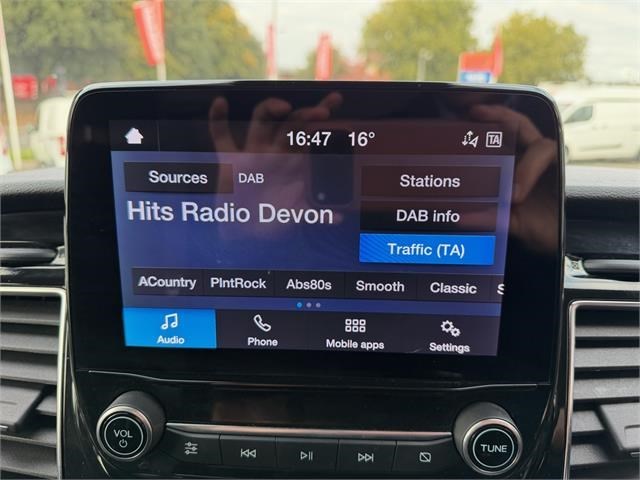 16:47 16°
TA
Sources DAB
Stations
Hits Radio Devon
DAB info
Traffic (TA)
ACountry PlntRock Abs80s Smooth Classic S
Audio Phone Mobile apps Settings
VOL
TUNE